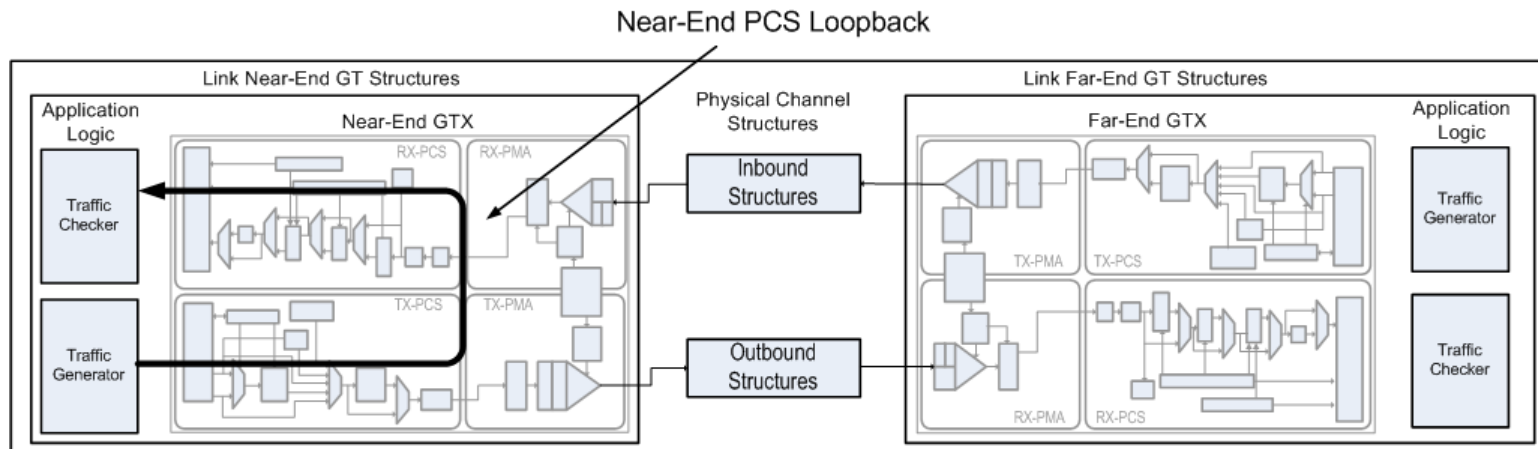 Near-End PCS Loopback
Link Near-End GT Structures
Link Far-End GT Structures
Application
Logic
Near-End GTX
Physical Channel
Structures
Far-End GTX
Application
Logic
RX-PCS
RX-PMA
Traffic
Checker
Inbound
Structures
Traffic
Generator
TX-PMA
TX-PCS
TX-PCS
TX-PMA
Traffic
Generator
Outbound
Structures
Traffic
Checker
RX-PMA
RX-PCS